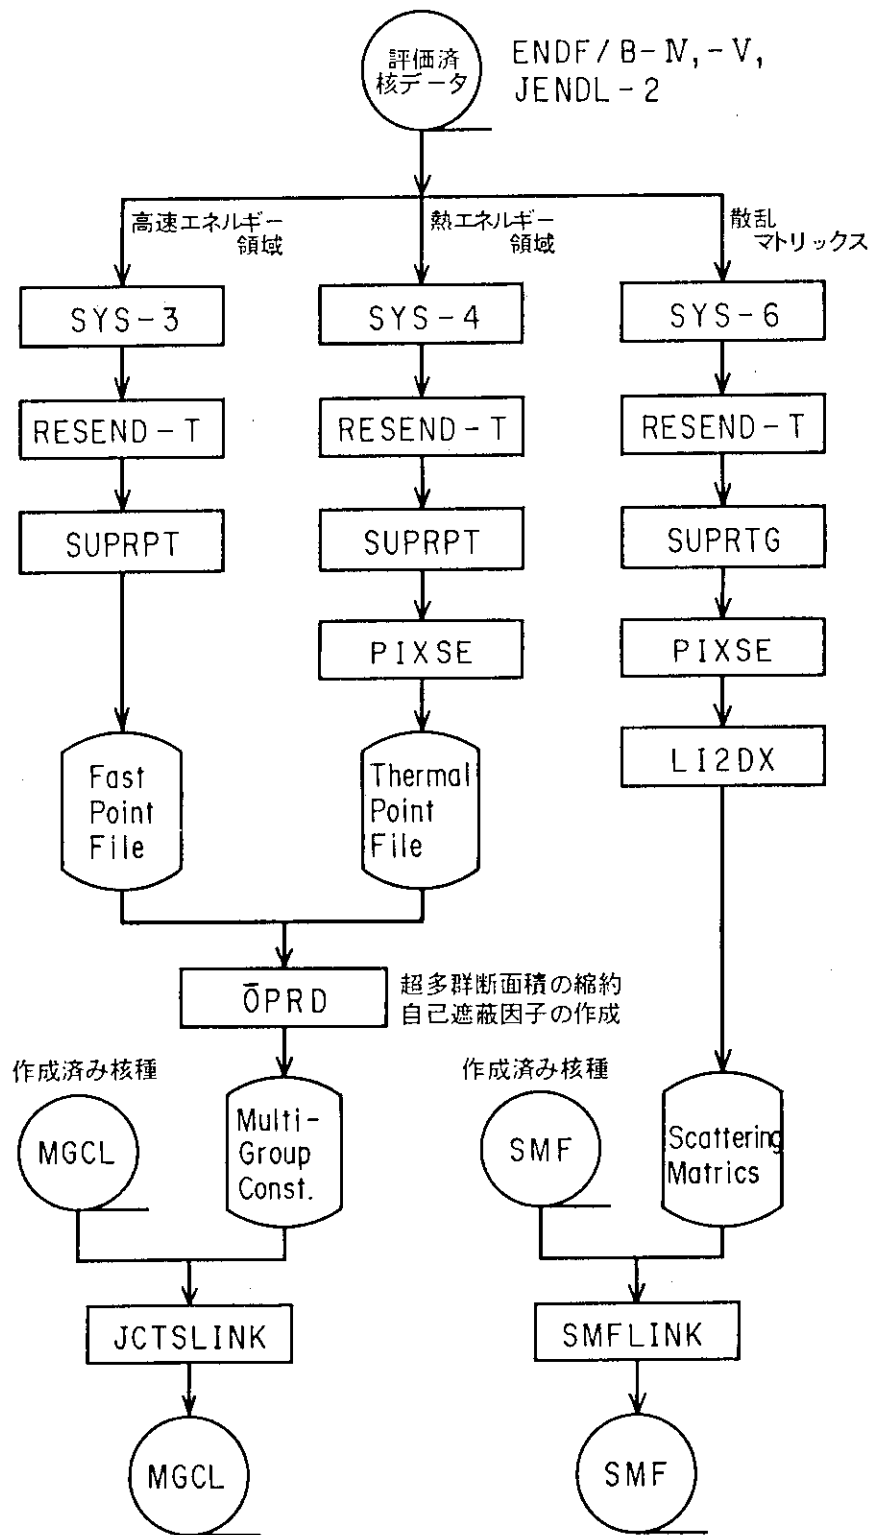 評価済
核データ
ENDF/B-Ⅳ,-Ⅴ,
JENDL-2
高速エネルギー
領域
熱エネルギー
領域
散乱
マトリックス
SYS-3
SYS-4
SYS-6
RESEND-T
RESEND-T
RESEND-T
SUPRPT
SUPRPT
SUPRTG
PIXSE
PIXSE
LI2DX
Fast
Point
File
Thermal
Point
File
ŌPRD
超多群断面積の縮約
自己遮蔽因子の作成
作成済み核種
MGCL
Multi-
Group
Const.
作成済み核種
SMF
Scattering
Matrics
JCTSLINK
SMFLINK
MGCL
SMF